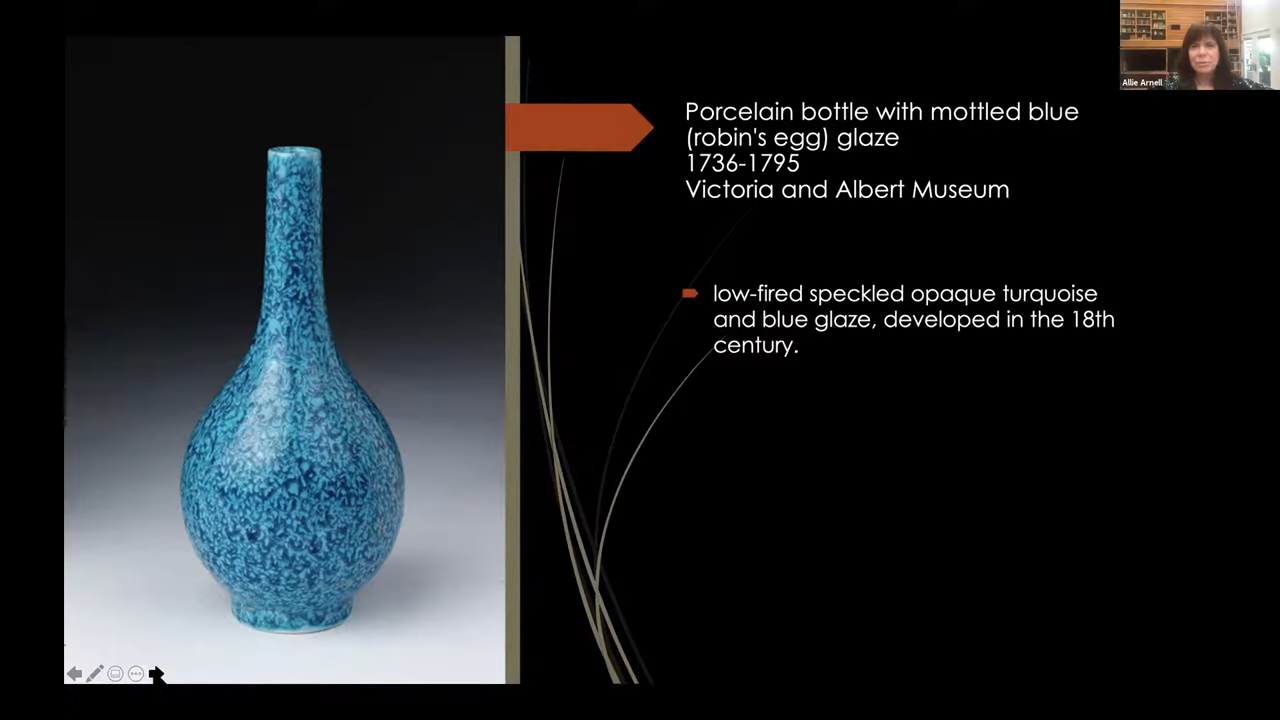 Allie Arnell
Porcelain bottle with mottled blue
(robin's egg) glaze
1736-1795
Victoria and Albert Museum
low-fired speckled opaque turquoise
and blue glaze, developed in the 18th
century.